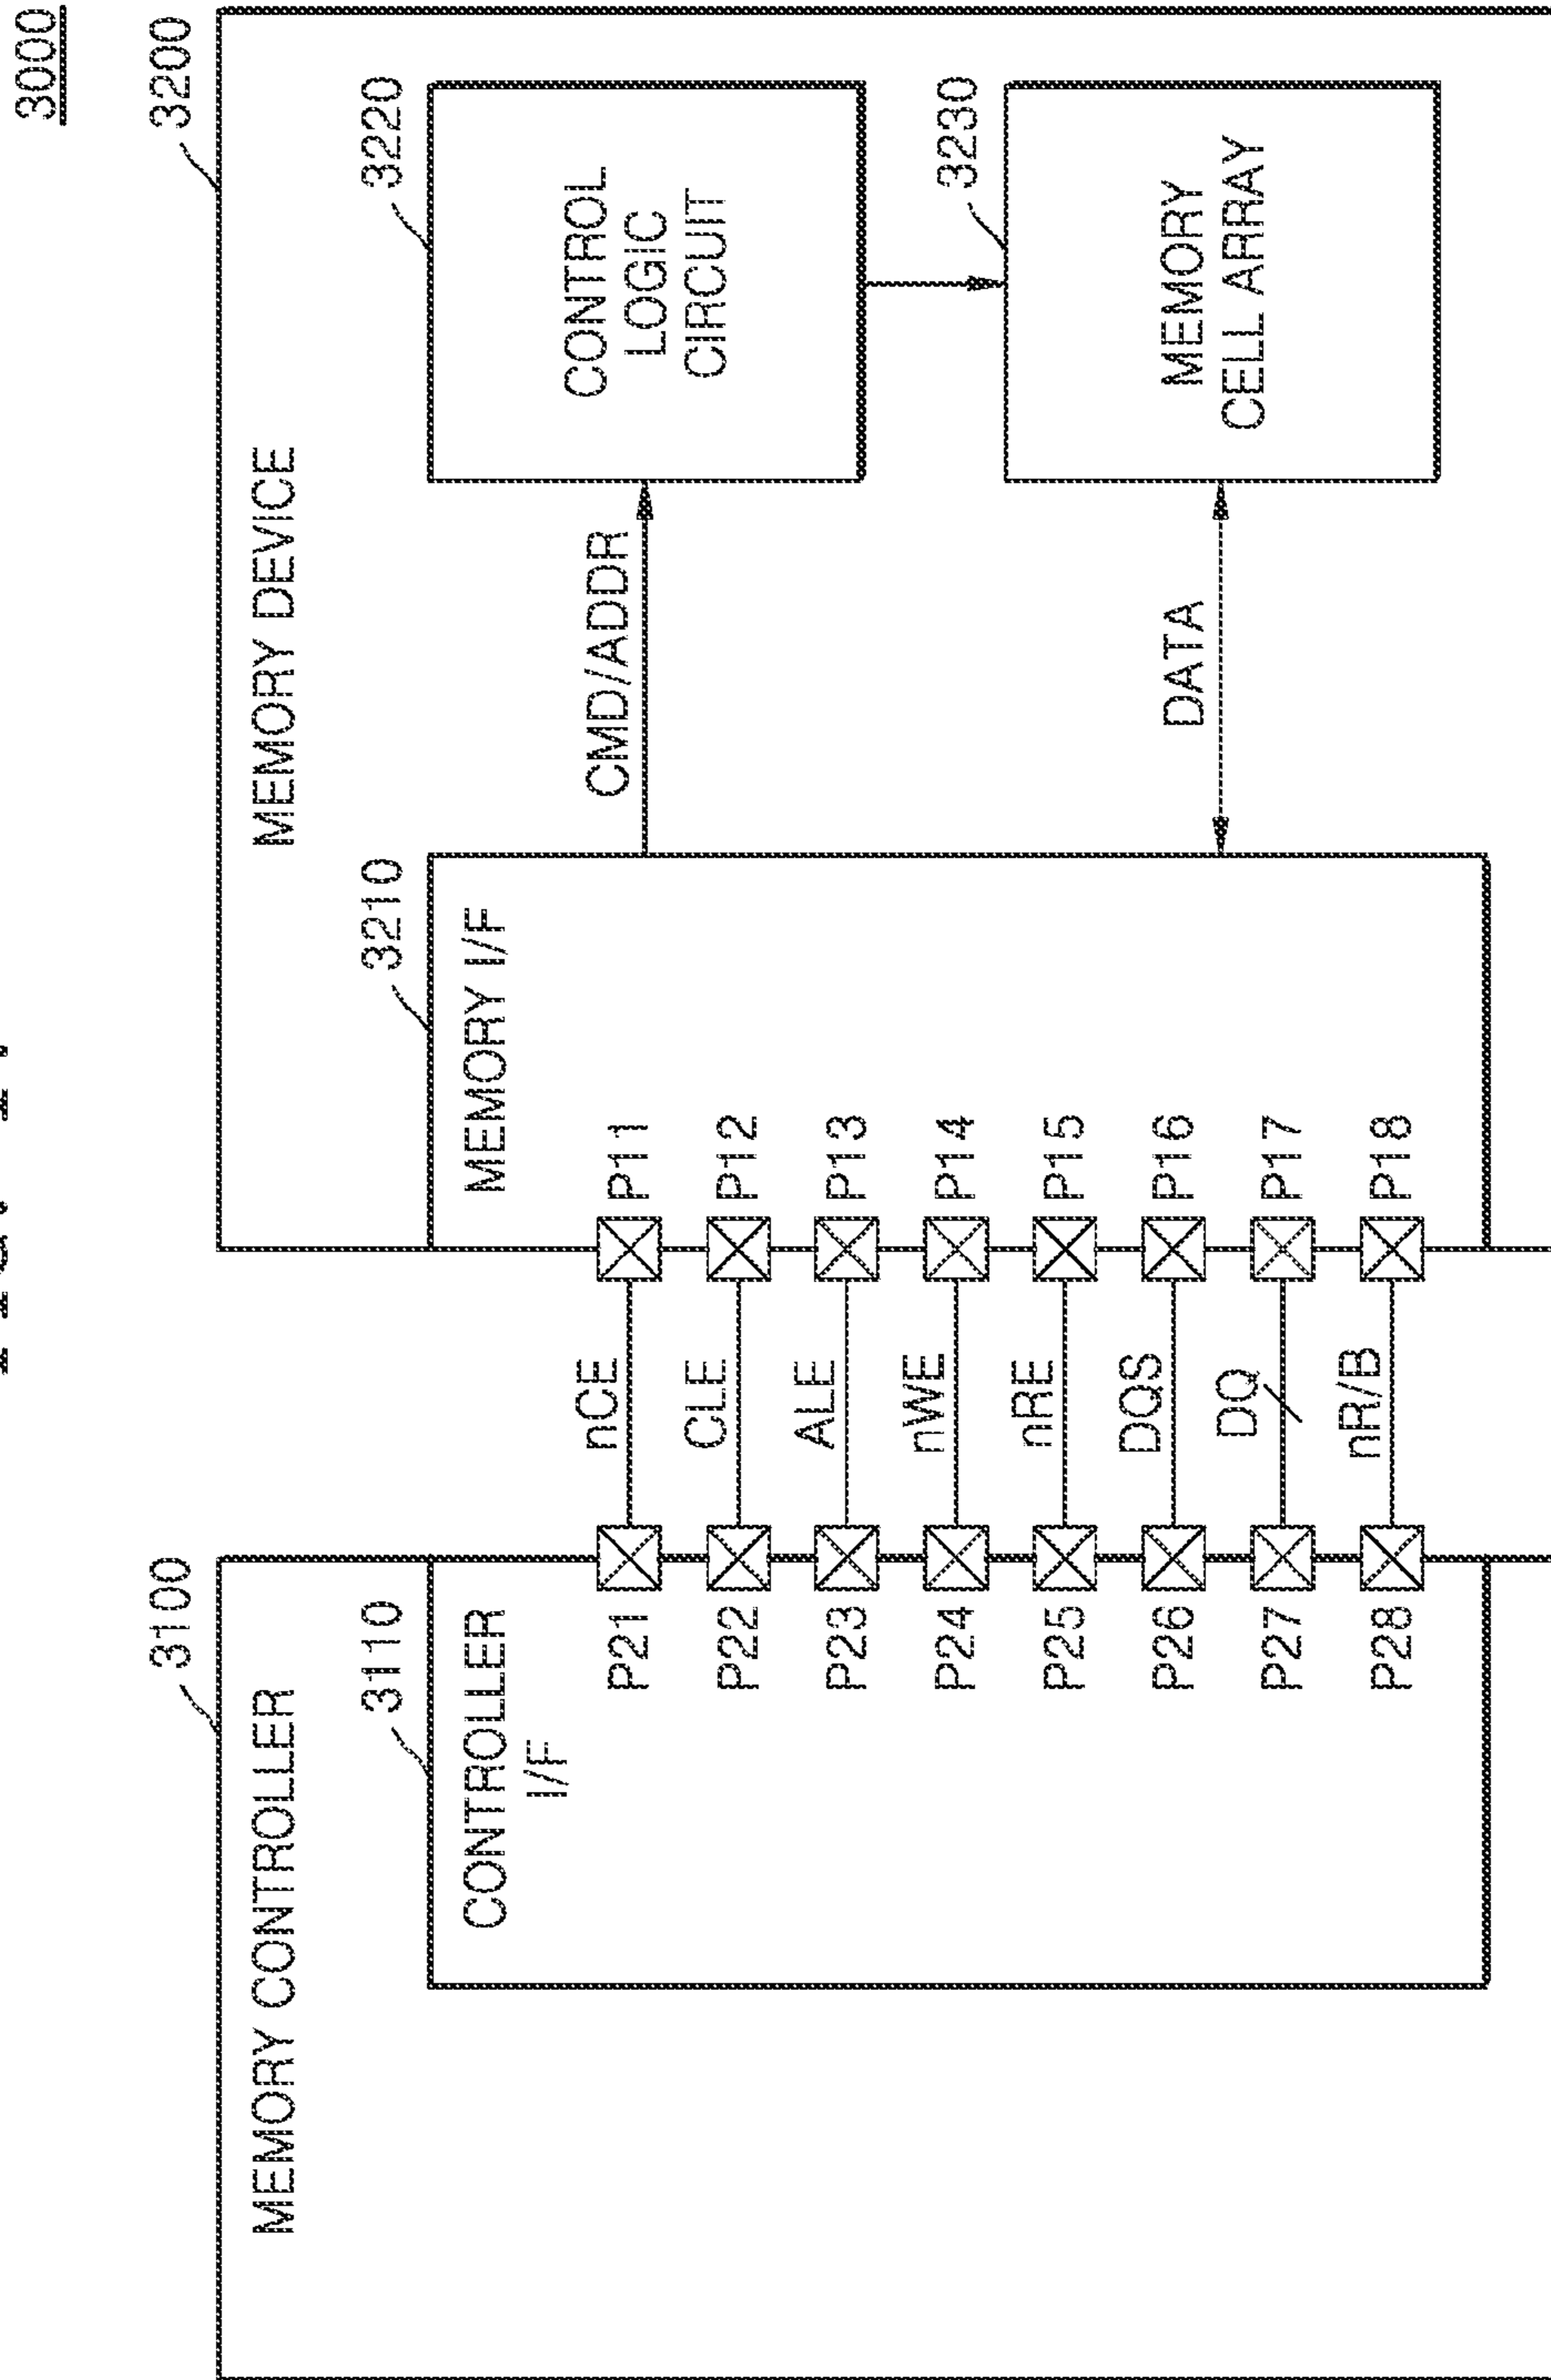 3000
3100
MEMORY CONTROLLER
3110
CONTROLLER
I/F
P21
P22
P23
P24
P25
P26
P27
P28
nCE
CLE
ALE
nWE
nRE
DQS
DQ
nR/B
3200
MEMORY DEVICE
3210
MEMORY I/F
P11
P12
P13
P14
P15
P16
P17
P18
CMD/ADDR
DATA
3220
CONTROL
LOGIC
CIRCUIT
3230
MEMORY
CELL ARRAY